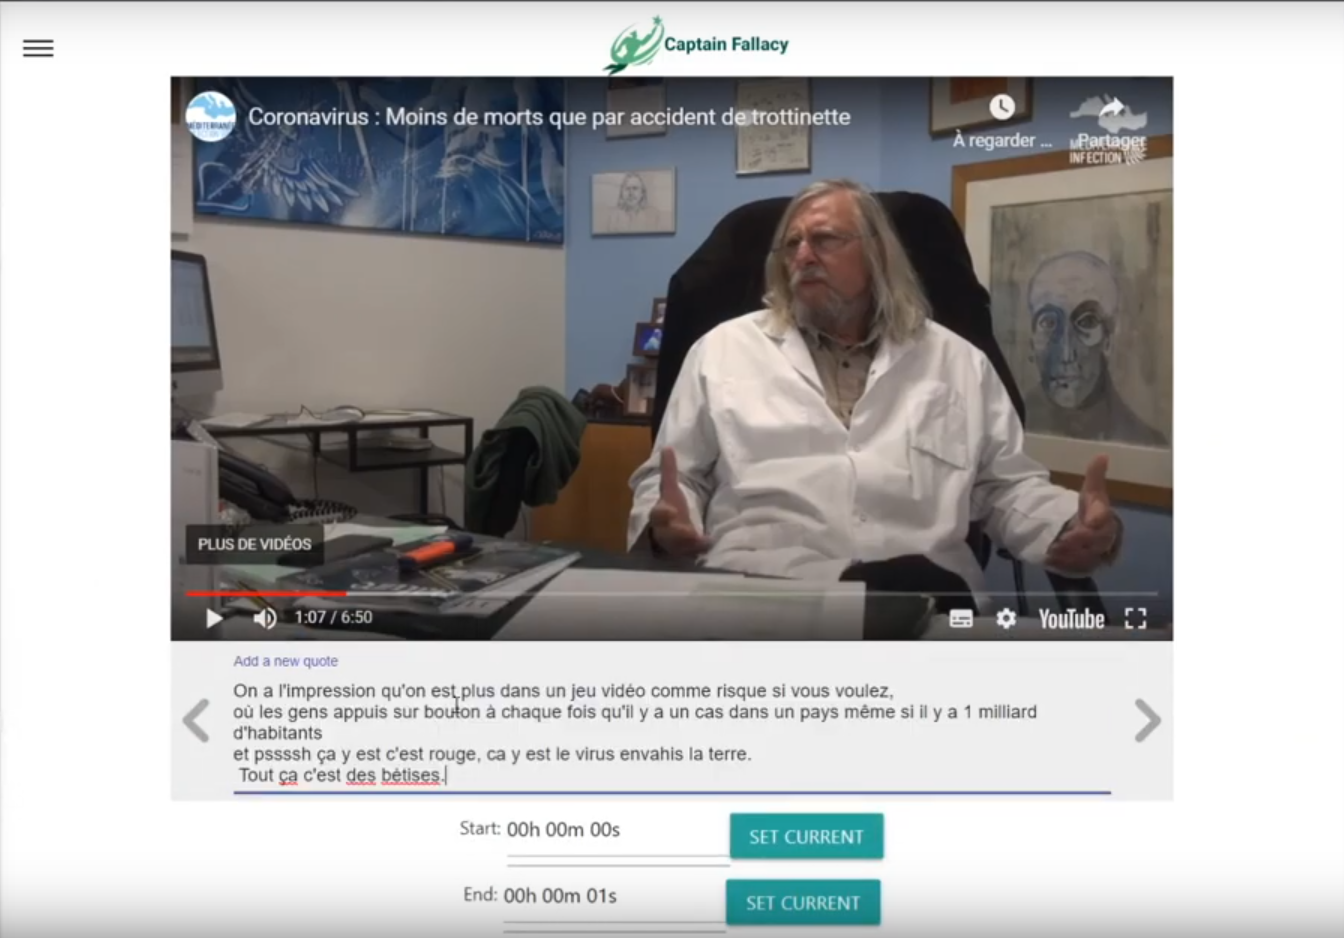 Captain Fallacy
Coronavirus : Moins de morts que par accident de trottinette
À regarder ...
Partager
INFECTION
PLUS DE VIDÉOS
1:07 / 6:50
YouTube
Add a new quote
On a l'impression qu'on est plus dans un jeu vidéo comme risque si vous voulez,
où les gens appuis sur bouton à chaque fois qu'il y a un cas dans un pays même si il y a 1 milliard
d'habitants
et psssssh ça y est c'est rouge, ca y est le virus envahis la terre.
Tout ça c'est des bétises.
Start: 00h 00m 00s
SET CURRENT
End: 00h 00m 01s
SET CURRENT